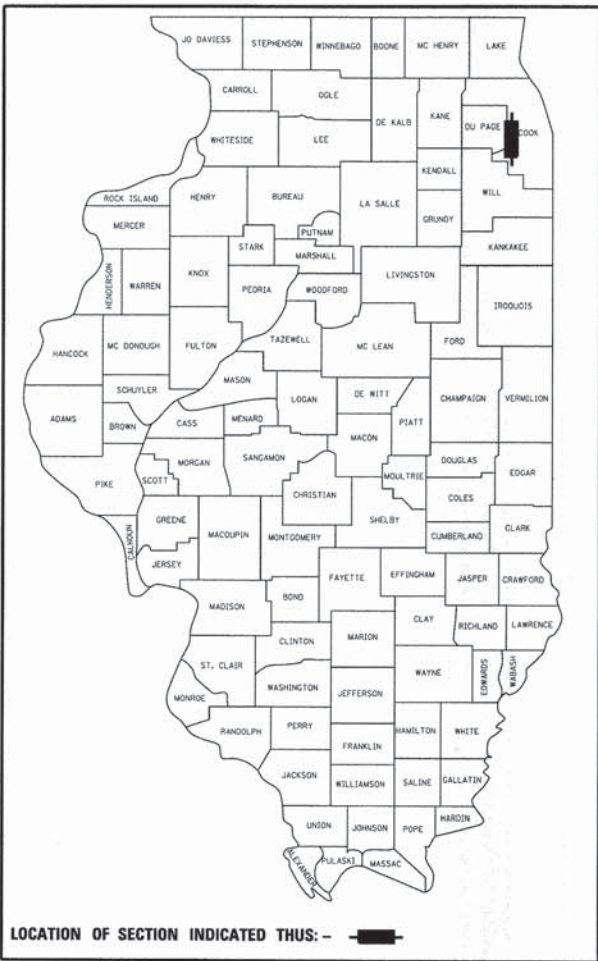 JO DAVIESS
STEPHENSON
WINNEBAGO
BOONE
MC HENRY
LAKE
CARROLL
OGLE
DE KALB
KANE
DU PAGE
COOK
WHITESIDE
LEE
KENDALL
WILL
ROCK ISLAND
HENRY
BUREAU
LA SALLE
GRUNDY
MERCER
PUTNAM
KANKAKEE
STARK
MARSHALL
HENDERSON
WARREN
KNOX
PEORIA
WOODFORD
LIVINGSTON
IROQUOIS
HANCOCK
MC DONOUGH
FULTON
TAZEWELL
MC LEAN
FORD
MASON
SCHUYLER
LOGAN
DE WITT
CHAMPAIGN
VERMILION
ADAMS
BROWN
CASS
MENARD
PIATT
MACON
SANGAMON
MORGAN
DOUGLAS
EDGAR
PIKE
SCOTT
MOULTRIE
CHRISTIAN
COLES
GREENE
MACOUPIN
MONTGOMERY
SHELBY
CUMBERLAND
CLARK
CALHOUN
JERSEY
FAYETTE
EFFINGHAM
JASPER
CRAWFORD
MADISON
BOND
CLAY
RICHLAND
LAWRENCE
CLINTON
MARION
ST. CLAIR
WAYNE
EDWARDS
WABASH
WASHINGTON
JEFFERSON
MONROE
RANDOLPH
PERRY
HAMILTON
WHITE
FRANKLIN
JACKSON
WILLIAMSON
SALINE
GALLATIN
UNION
JOHNSON
POPE
HARDIN
ALEXANDER
PULASKI
MASSAC
LOCATION OF SECTION INDICATED THUS: -